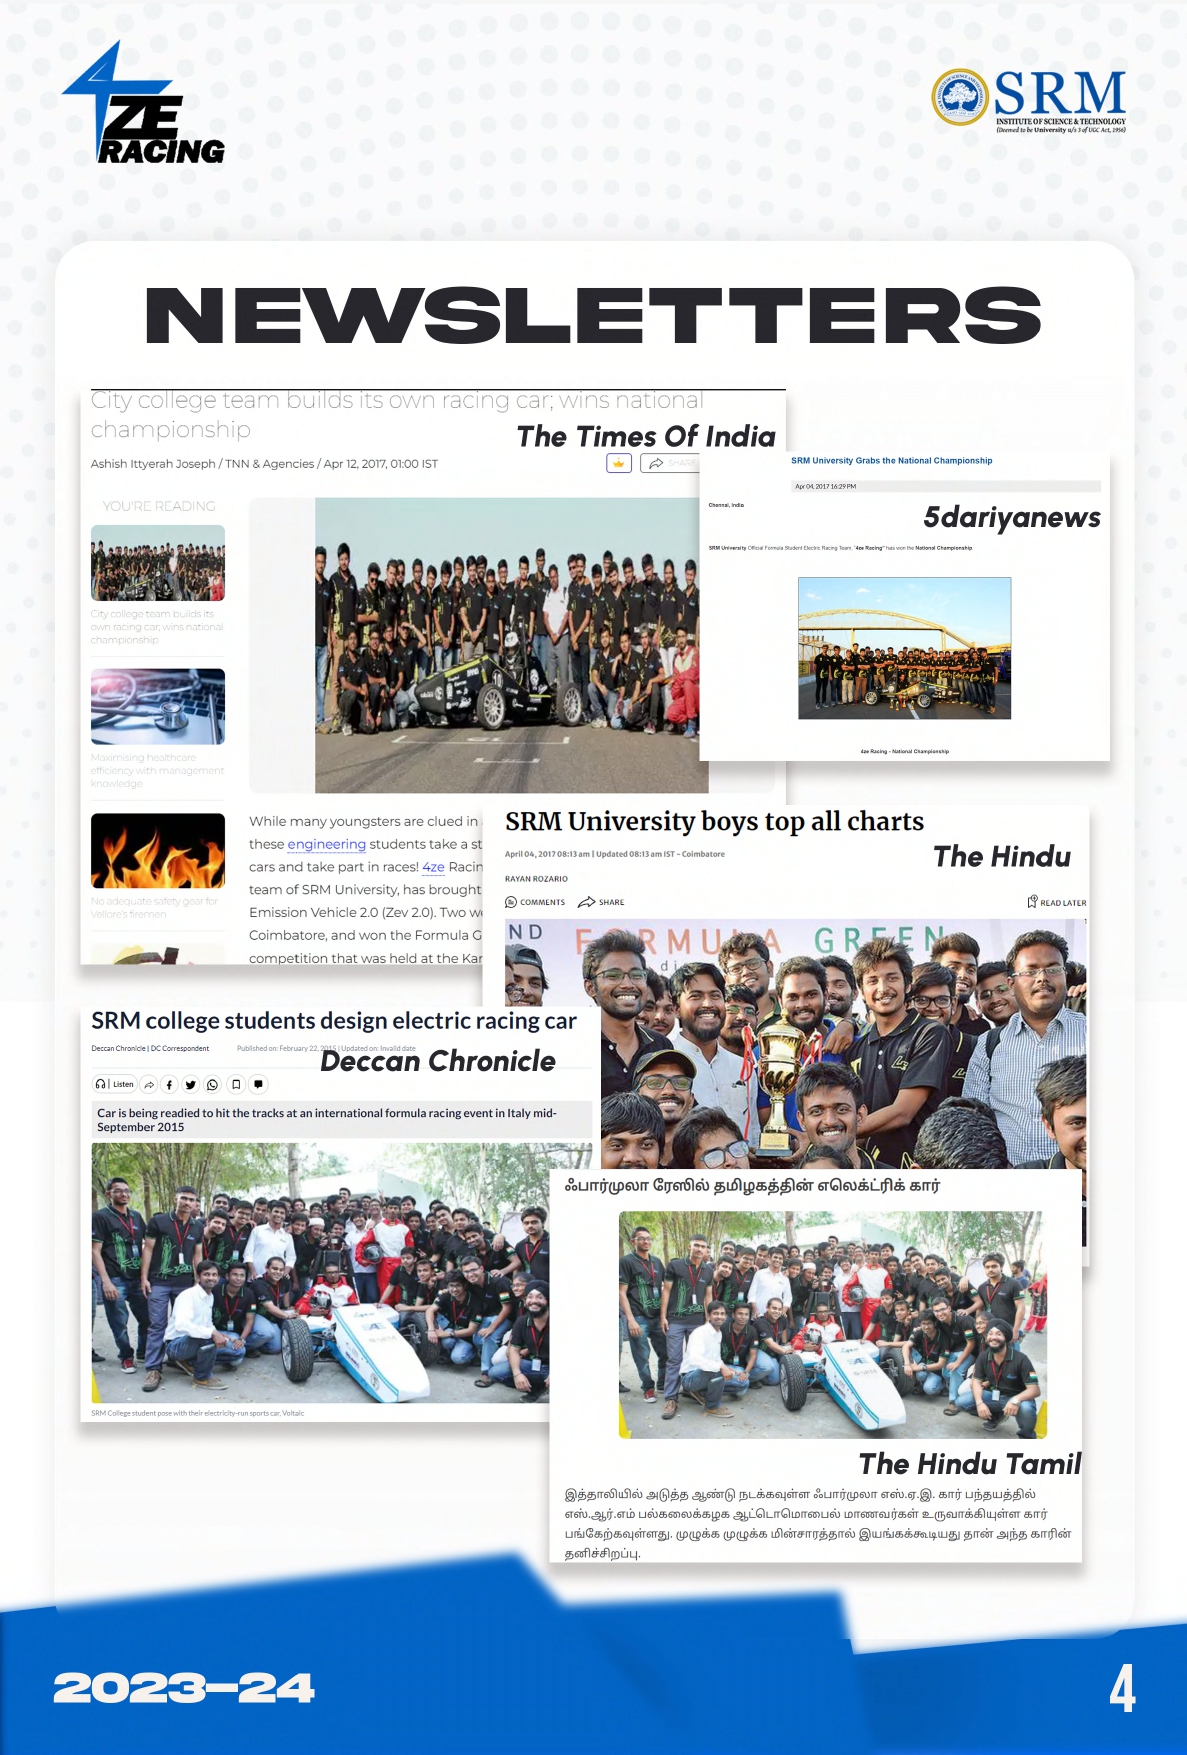 4
ZE
RACING
SRM
INSTITUTE OF SCIENCE & TECHNOLOGY
(Deemed to be University u/s 3 of UGC Act, 1956)
NEWSLETTERS
City college team builds its own racing car; wins national
championship
The Times Of India
Ashish Ittyerah Joseph / TNN & Agencies / Apr 12, 2017, 01:00 IST
SHARE
YOU'RE READING
City college team builds its
own racing car; wins national
championship
Maximising healthcare
efficiency with management
knowledge
No adequate safety gear for
Vellore's firemen
While many youngsters are clued in
these engineering students take a st
cars and take part in races! 4ze Racin
team of SRM University, has brought
Emission Vehicle 2.0 (Zev 2.0). Two we
Coimbatore, and won the Formula G
competition that was held at the Kar
SRM University Grabs the National Championship
Apr 04, 2017 16:29 PM
Chennai, India
5dariyanews
SRM University Official Formula Student Electric Racing Team, "4ze Racing" has won the National Championship.
4ze Racing - National Championship
SRM University boys top all charts
April 04, 2017 08:13 am | Updated 08:13 am IST - Coimbatore
The Hindu
RAYAN ROZARIO
COMMENTS SHARE READ LATER
ND FORMULA GREEN
SRM college students design electric racing car
Deccan Chronicle | DC Correspondent Published on: February 22, 2015 | Updated on: Invalid date
Deccan Chronicle
Listen
Car is being readied to hit the tracks at an international formula racing event in Italy mid-
September 2015
SRM College student pose with their electricity-run sports car, Voltaic
ஃபார்முலா ரேஸில் தமிழகத்தின் எலெக்ட்ரிக் கார்
The Hindu Tamil
இத்தாலியில் அடுத்த ஆண்டு நடக்கவுள்ள ஃபார்முலா எஸ்.ஏ.இ. கார் பந்தயத்தில்
எஸ்.ஆர்.எம் பல்கலைக்கழக ஆட்டொமொபைல் மாணவர்கள் உருவாக்கியுள்ள கார்
பங்கேற்கவுள்ளது. முழுக்க முழுக்க மின்சாரத்தால் இயங்கக்கூடியது தான் அந்த காரின்
தனிச்சிறப்பு.
2023-24
4